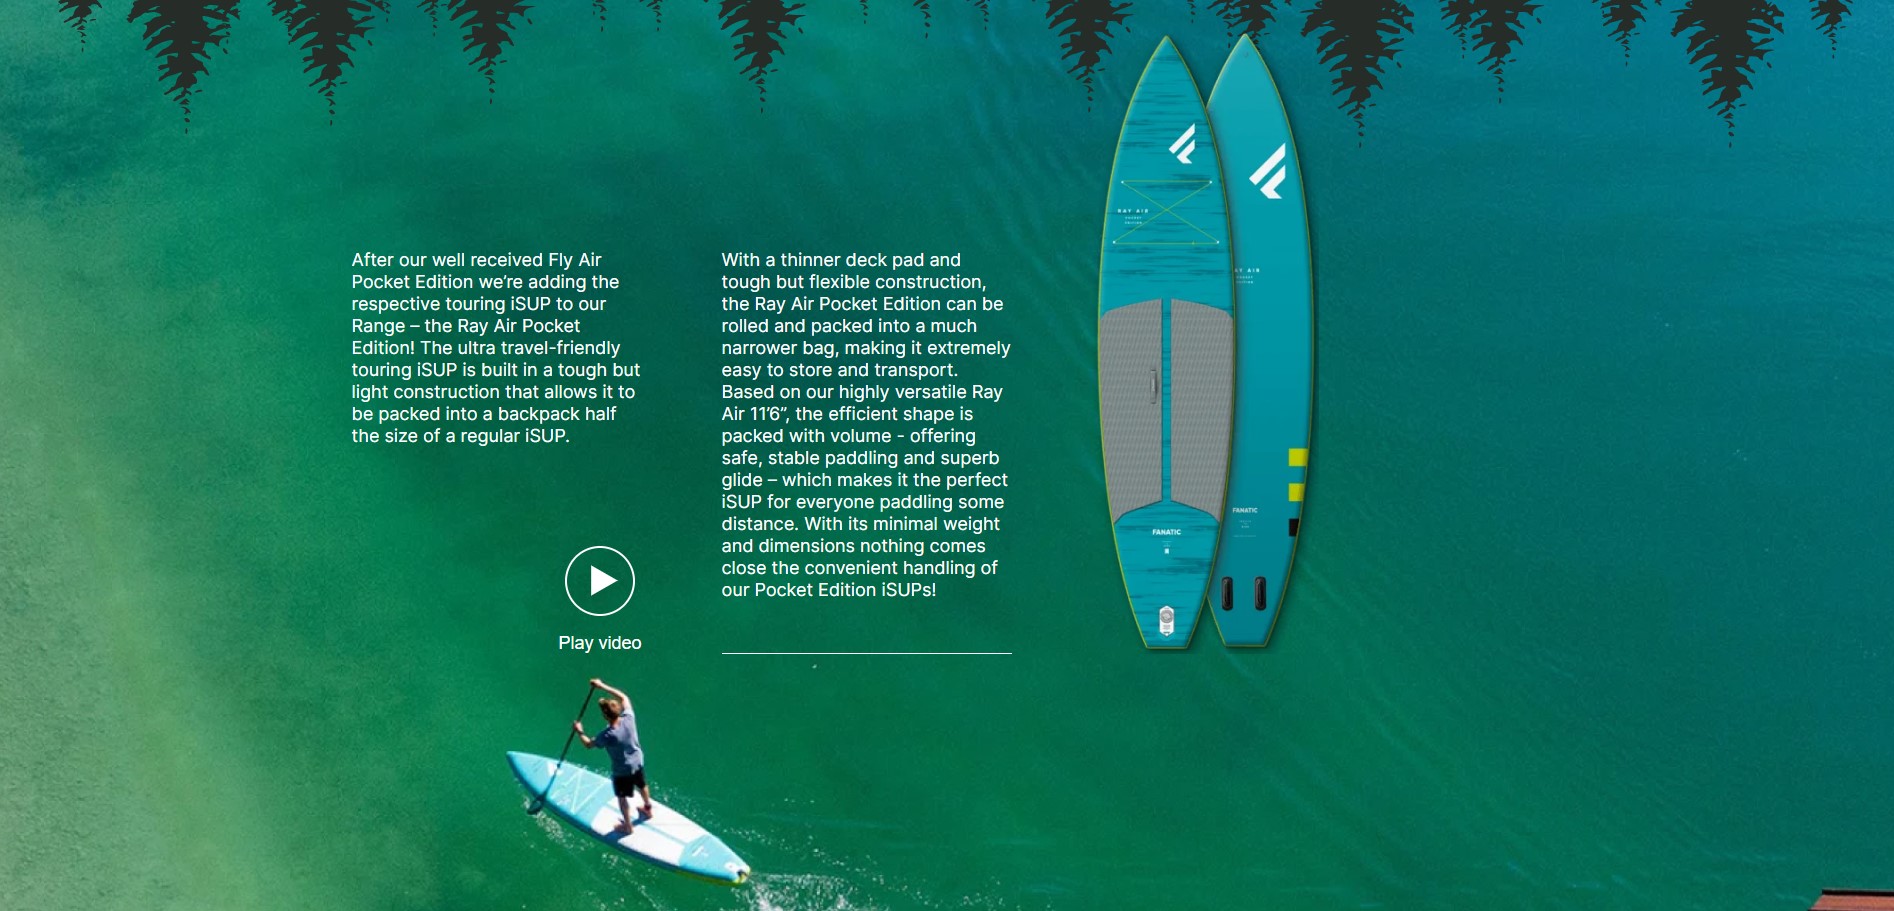 After our well received Fly Air
Pocket Edition we’re adding the
respective touring iSUP to our
Range – the Ray Air Pocket
Edition! The ultra travel-friendly
touring iSUP is built in a tough but
light construction that allows it to
be packed into a backpack half
the size of a regular iSUP.
Play video
With a thinner deck pad and
tough but flexible construction,
the Ray Air Pocket Edition can be
rolled and packed into a much
narrower bag, making it extremely
easy to store and transport.
Based on our highly versatile Ray
Air 11’6”, the efficient shape is
packed with volume - offering
safe, stable paddling and superb
glide – which makes it the perfect
iSUP for everyone paddling some
distance. With its minimal weight
and dimensions nothing comes
close the convenient handling of
our Pocket Edition iSUPs!
RAY AIR
POCKET
EDITION
FANATIC
FANATIC